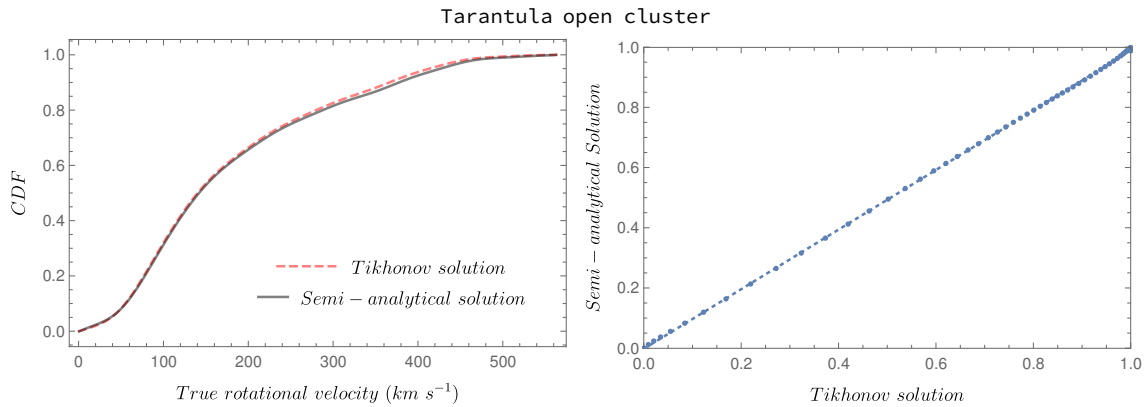 Tarantula open cluster
1.0
0.8
0.6
0.4
0.2
0.0
CDF
0 100 200 300 400 500
True rotational velocity (km s⁻¹)
Tikhonov solution
Semi − analytical solution
1.0
0.8
0.6
0.4
0.2
0.0
Semi − analytical Solution
0.0 0.2 0.4 0.6 0.8 1.0
Tikhonov solution